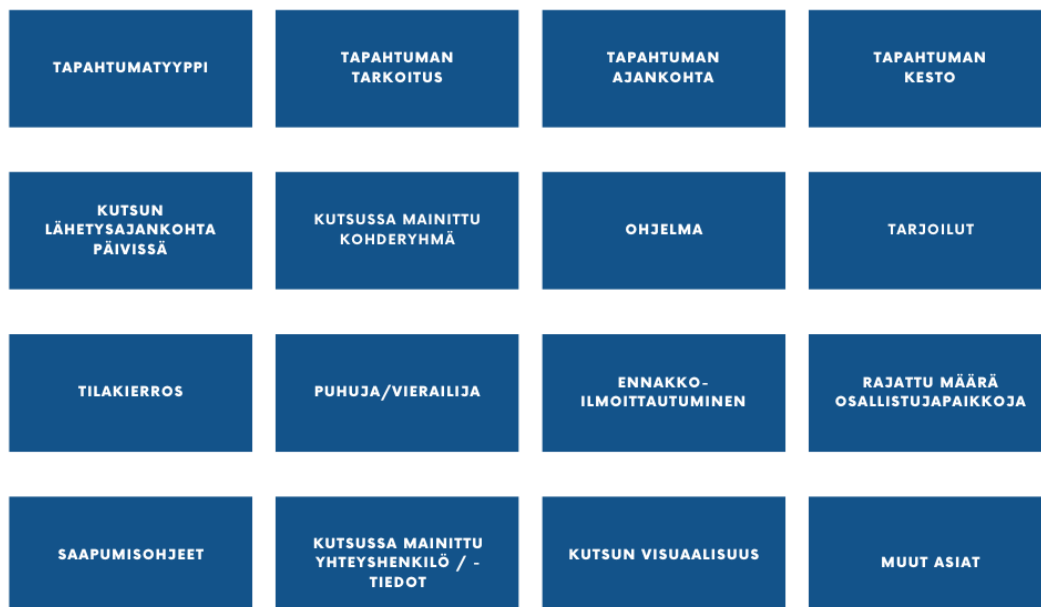 TAPAHTUMATYYPPI
TAPAHTUMAN
TARKOITUS
TAPAHTUMAN
AJANKOHTA
TAPAHTUMAN
KESTO
KUTSUN
LÄHETYSAJANKOHTA
PÄIVISSÄ
KUTSUSSA MAINITTU
KOHDERYHMÄ
OHJELMA
TARJOILUT
TILAKIERROS
PUHUJA/VIERAILIJA
ENNAKKO-
ILMOITTAUTUMINEN
RAJATTU MÄÄRÄ
OSALLISTUJAPAIKKOJA
SAAPUMISOHJEET
KUTSUSSA MAINITTU
YHTEYSHENKILÖ / -
TIEDOT
KUTSUN VISUAALISUUS
MUUT ASIAT